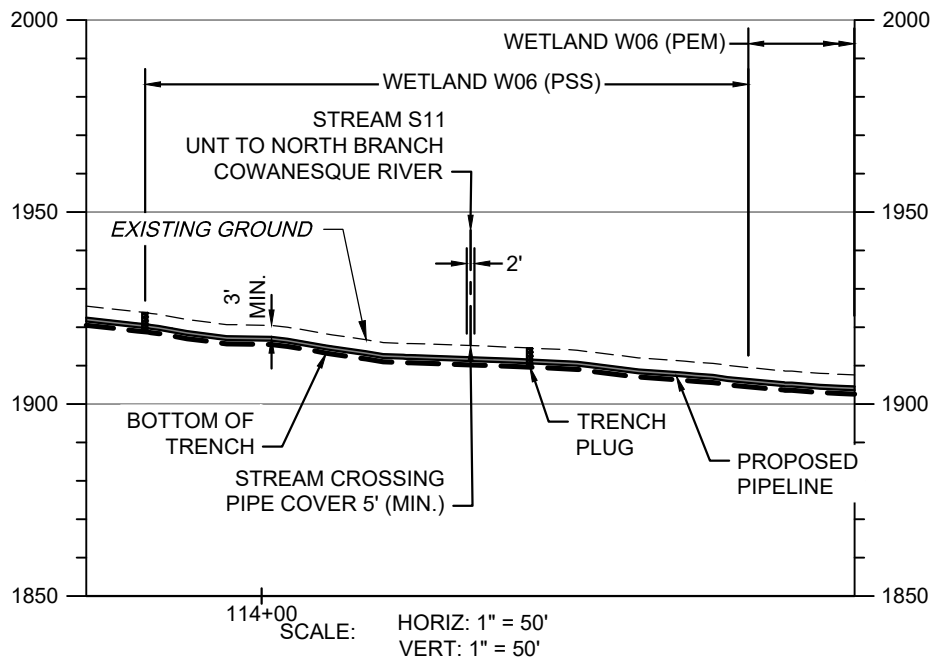 2000
2000
WETLAND W06 (PEM)
WETLAND W06 (PSS)
STREAM S11
UNT TO NORTH BRANCH
COWANESQUE RIVER
1950
1950
EXISTING GROUND
2'
3'
MIN.
1900
1900
BOTTOM OF
TRENCH
TRENCH
PLUG
PROPOSED
PIPELINE
STREAM CROSSING
PIPE COVER 5' (MIN.)
1850
1850
114+00
SCALE:
HORIZ: 1" = 50'
VERT: 1" = 50'